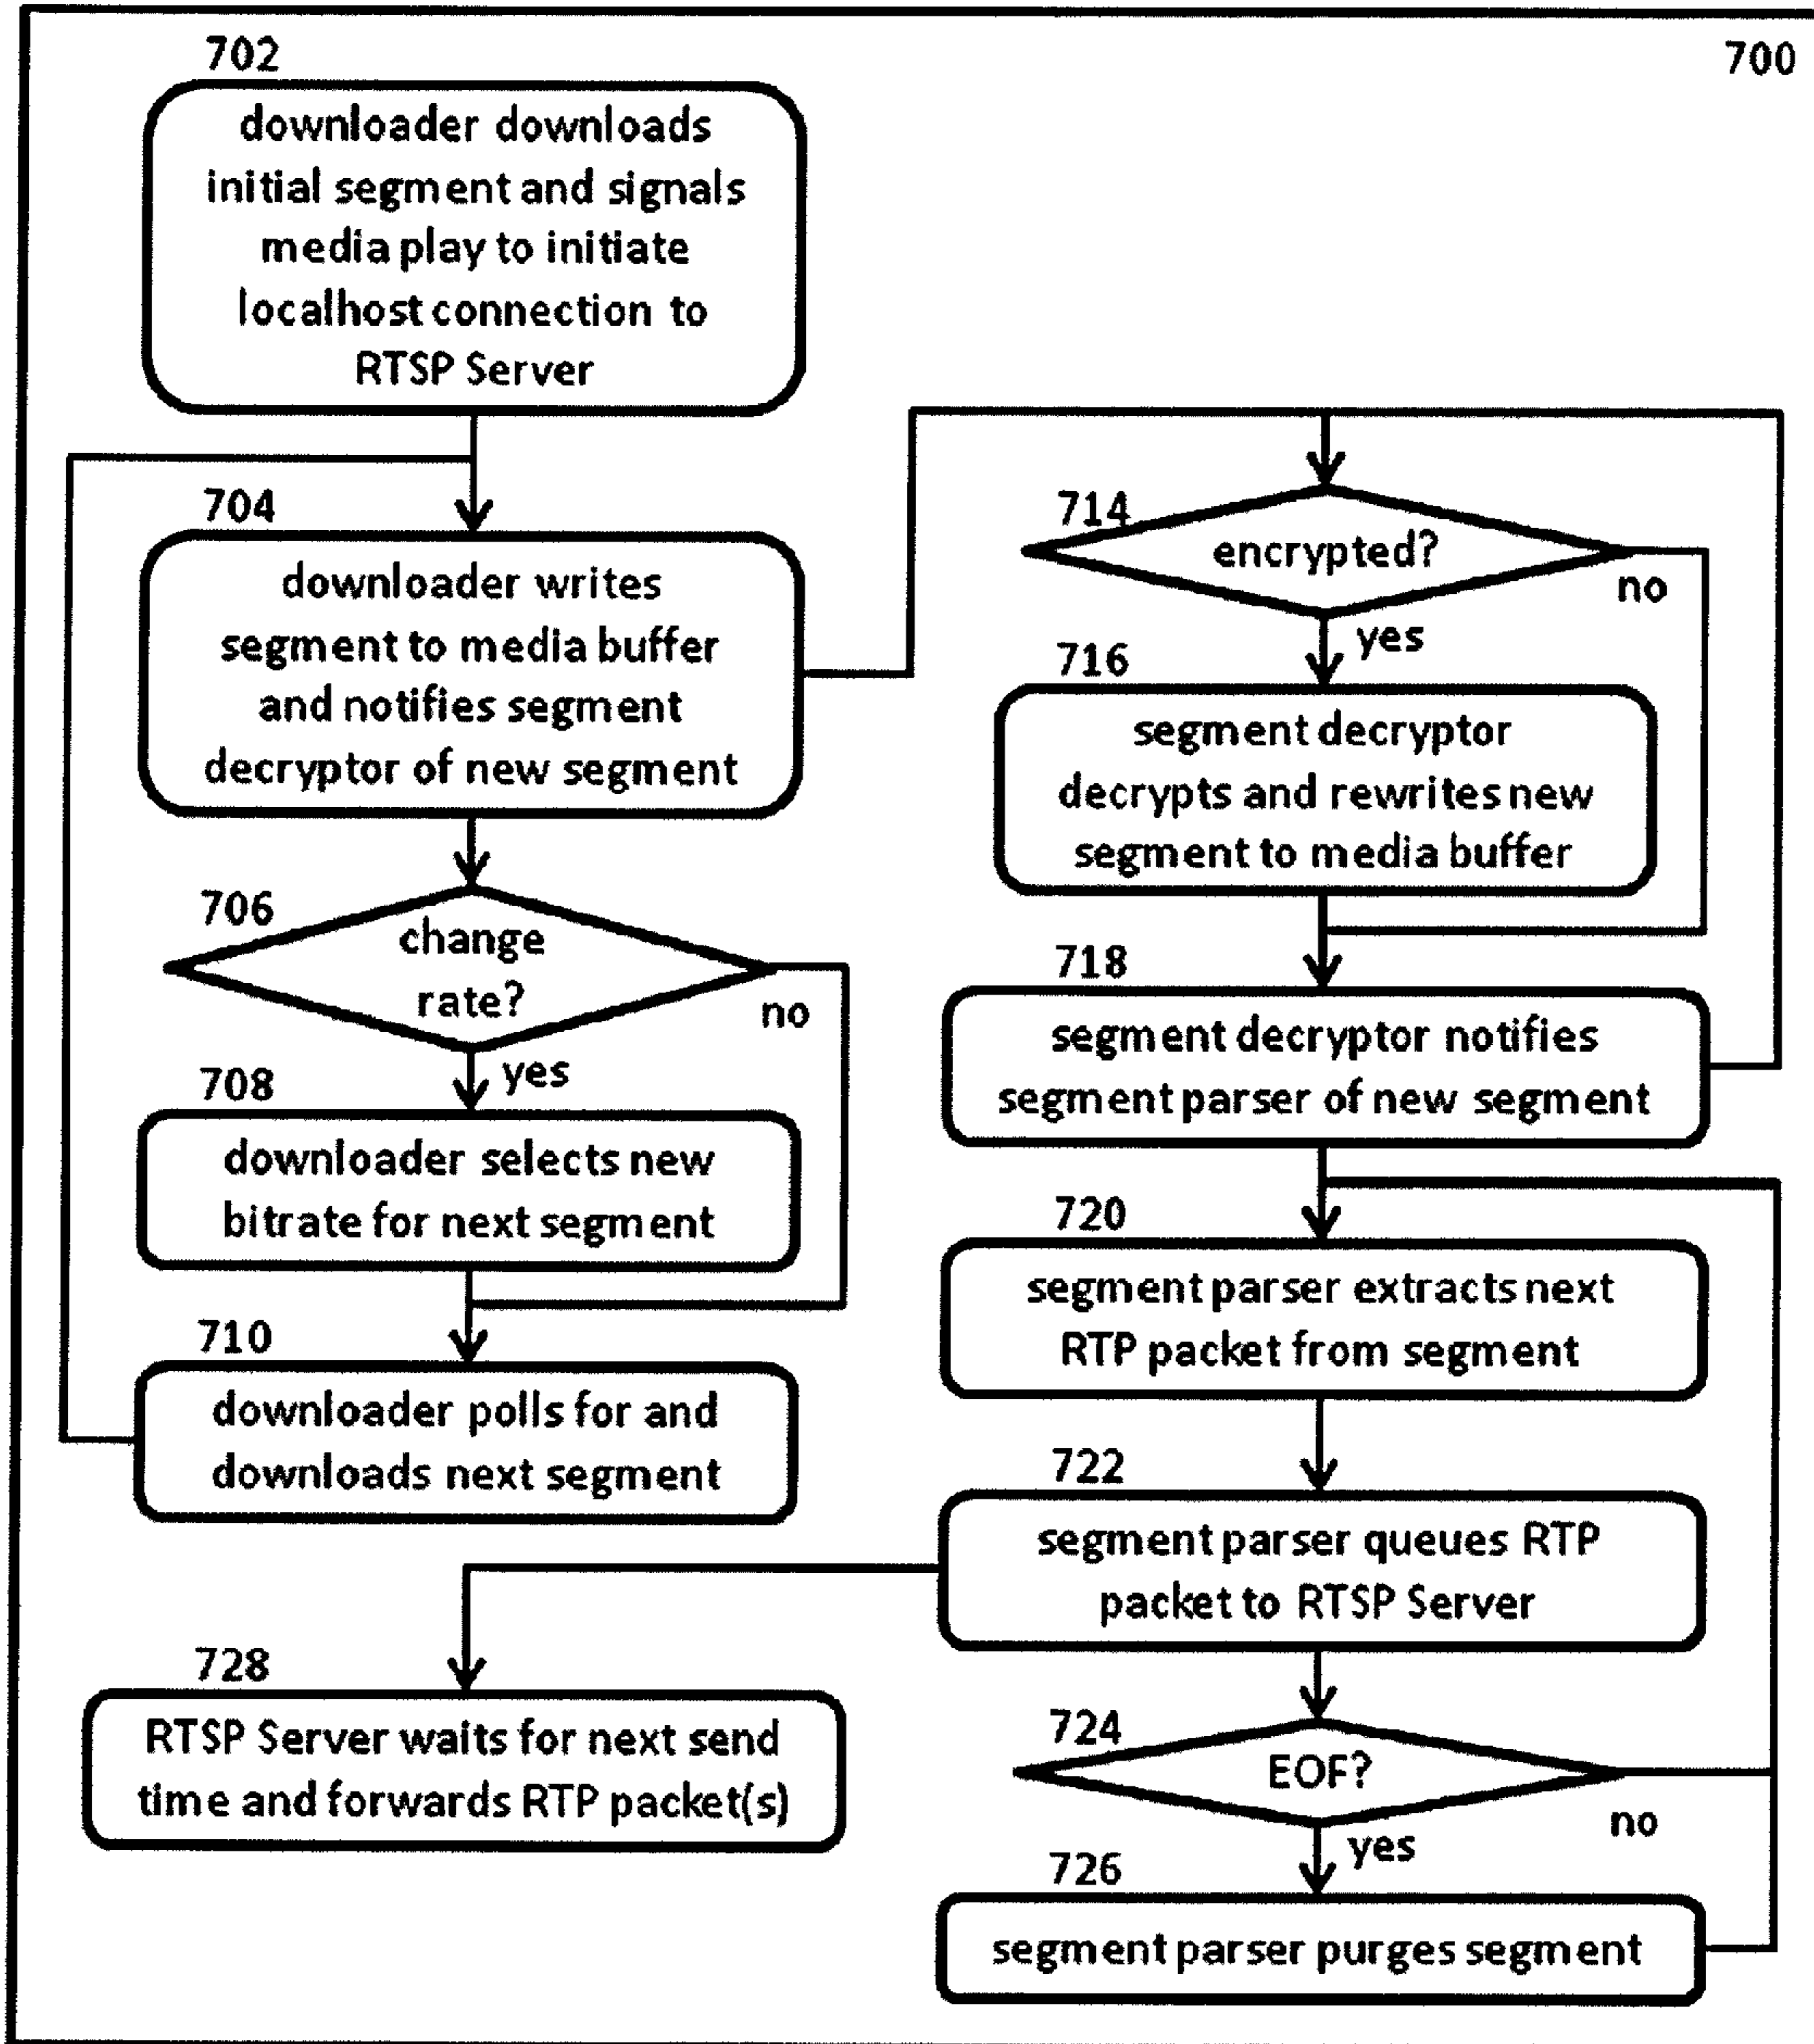 700
702
downloader downloads
initial segment and signals
media play to initiate
localhost connection to
RTSP Server
704
downloader writes
segment to media buffer
and notifies segment
decryptor of new segment
706
change
rate?
no
yes
708
downloader selects new
bitrate for next segment
710
downloader polls for and
downloads next segment
714
encrypted?
no
yes
716
segment decryptor
decrypts and rewrites new
segment to media buffer
718
segment decryptor notifies
segment parser of new segment
720
segment parser extracts next
RTP packet from segment
722
segment parser queues RTP
packet to RTSP Server
724
EOF?
no
yes
726
segment parser purges segment
728
RTSP Server waits for next send
time and forwards RTP packet(s)